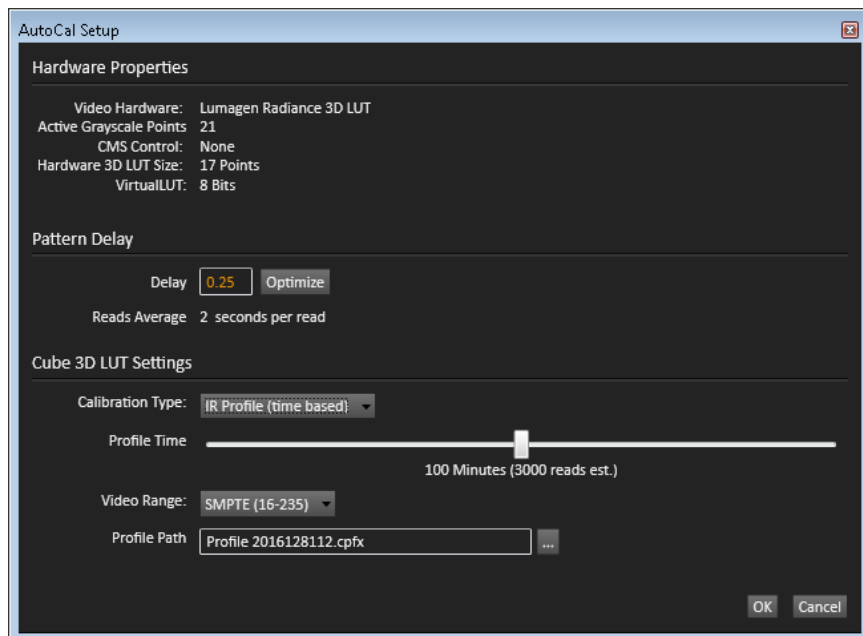 AutoCal Setup
Hardware Properties
Video Hardware: Lumagen Radiance 3D LUT
Active Grayscale Points 21
CMS Control: None
Hardware 3D LUT Size: 17 Points
VirtualLUT: 8 Bits
Pattern Delay
Delay 0.25 Optimize
Reads Average 2 seconds per read
Cube 3D LUT Settings
Calibration Type: IR Profile (time based)
Profile Time
100 Minutes (3000 reads est.)
Video Range: SMPTE (16-235)
Profile Path Profile 2016128112.cpfx ...
OK Cancel